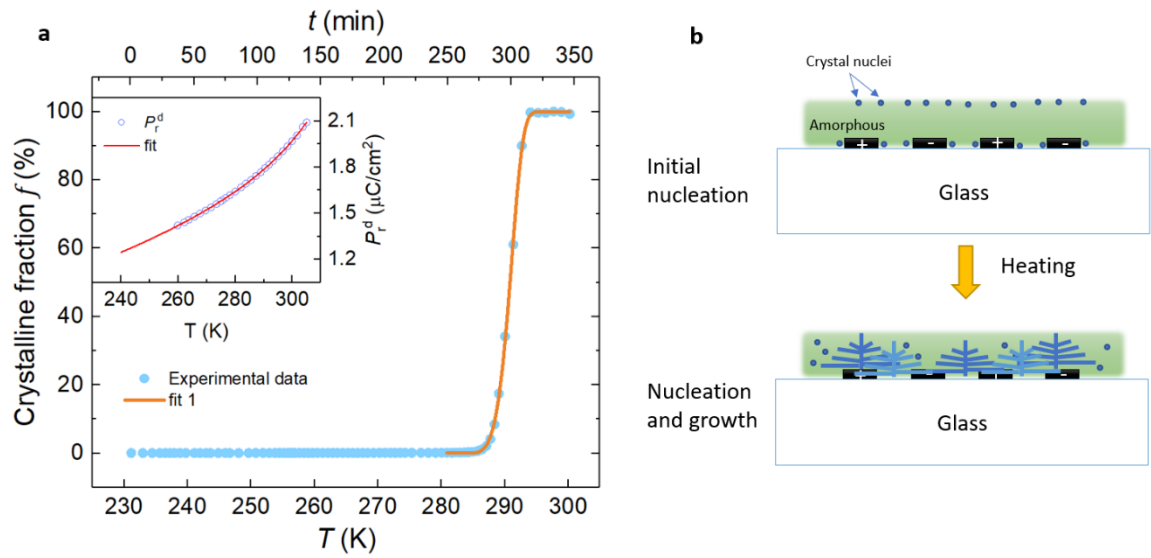 a
t (min)
0 50 100 150 200 250 300 350
Crystalline fraction f (%)
100
80
60
40
20
0
P_r^d
fit
2.1
1.8
1.5
1.2
P_r^d (μC/cm²)
240 260 280 300
T (K)
Experimental data
fit 1
230 240 250 260 270 280 290 300
T (K)
b
Crystal nuclei
Amorphous
+ - + -
Initial
nucleation
Glass
Heating
+ - + -
Nucleation
and growth
Glass